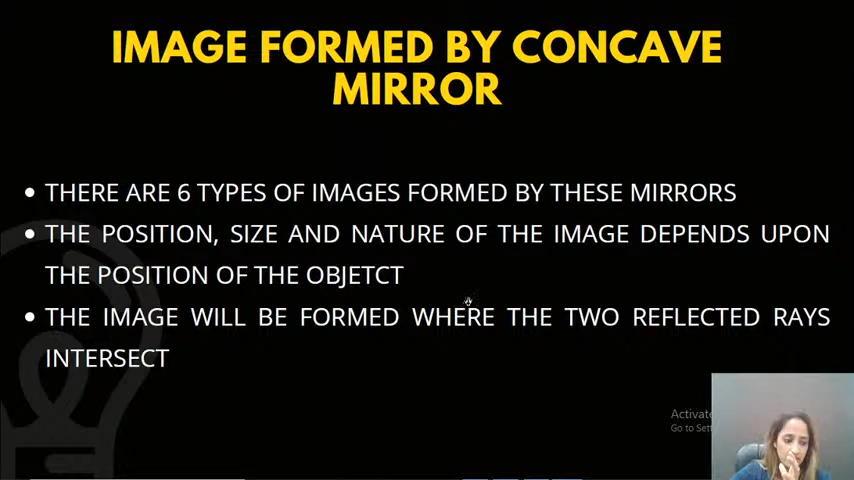 IMAGE FORMED BY CONCAVE
MIRROR
• THERE ARE 6 TYPES OF IMAGES FORMED BY THESE MIRRORS
• THE POSITION, SIZE AND NATURE OF THE IMAGE DEPENDS UPON
THE POSITION OF THE OBJETCT
• THE IMAGE WILL BE FORMED WHERE THE TWO REFLECTED RAYS
INTERSECT
Activate
Go to Sett